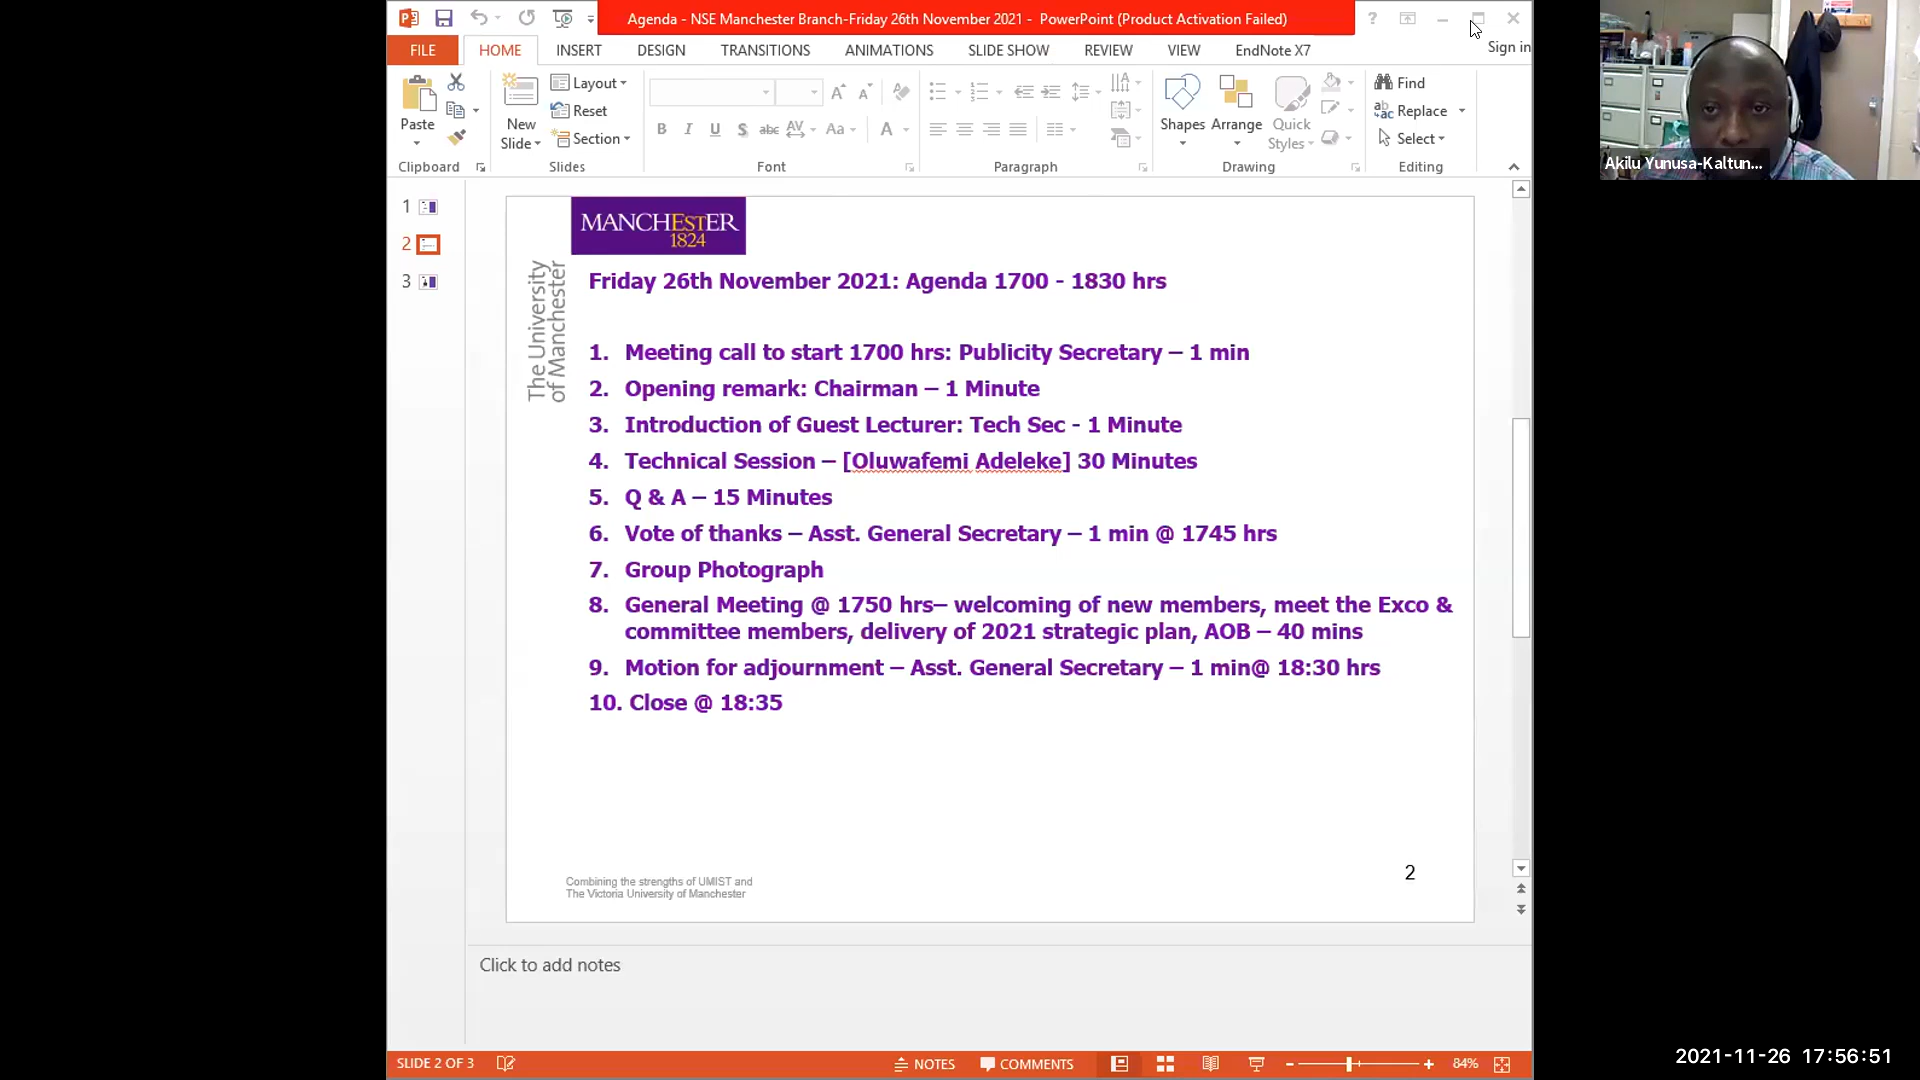 Agenda - NSE Manchester Branch-Friday 26th November 2021 - PowerPoint (Product Activation Failed)
?
FILE HOME INSERT DESIGN TRANSITIONS ANIMATIONS SLIDE SHOW REVIEW VIEW EndNote X7 Sign in
Paste
New Slide
Layout
Reset
Section
B I U S abc AV Aa A
Shapes Arrange Quick Styles
Find
Replace
Select
Clipboard Slides Font Paragraph Drawing Editing
1
2
3
MANCHESTER
1824
The University
of Manchester
Friday 26th November 2021: Agenda 1700 - 1830 hrs
1. Meeting call to start 1700 hrs: Publicity Secretary – 1 min
2. Opening remark: Chairman – 1 Minute
3. Introduction of Guest Lecturer: Tech Sec - 1 Minute
4. Technical Session – [Oluwafemi Adeleke] 30 Minutes
5. Q & A – 15 Minutes
6. Vote of thanks – Asst. General Secretary – 1 min @ 1745 hrs
7. Group Photograph
8. General Meeting @ 1750 hrs– welcoming of new members, meet the Exco &
committee members, delivery of 2021 strategic plan, AOB – 40 mins
9. Motion for adjournment – Asst. General Secretary – 1 min@ 18:30 hrs
10. Close @ 18:35
Combining the strengths of UMIST and
The Victoria University of Manchester
2
Click to add notes
SLIDE 2 OF 3 NOTES COMMENTS 84%
Akilu Yunusa-Kaltun...
2021-11-26 17:56:51